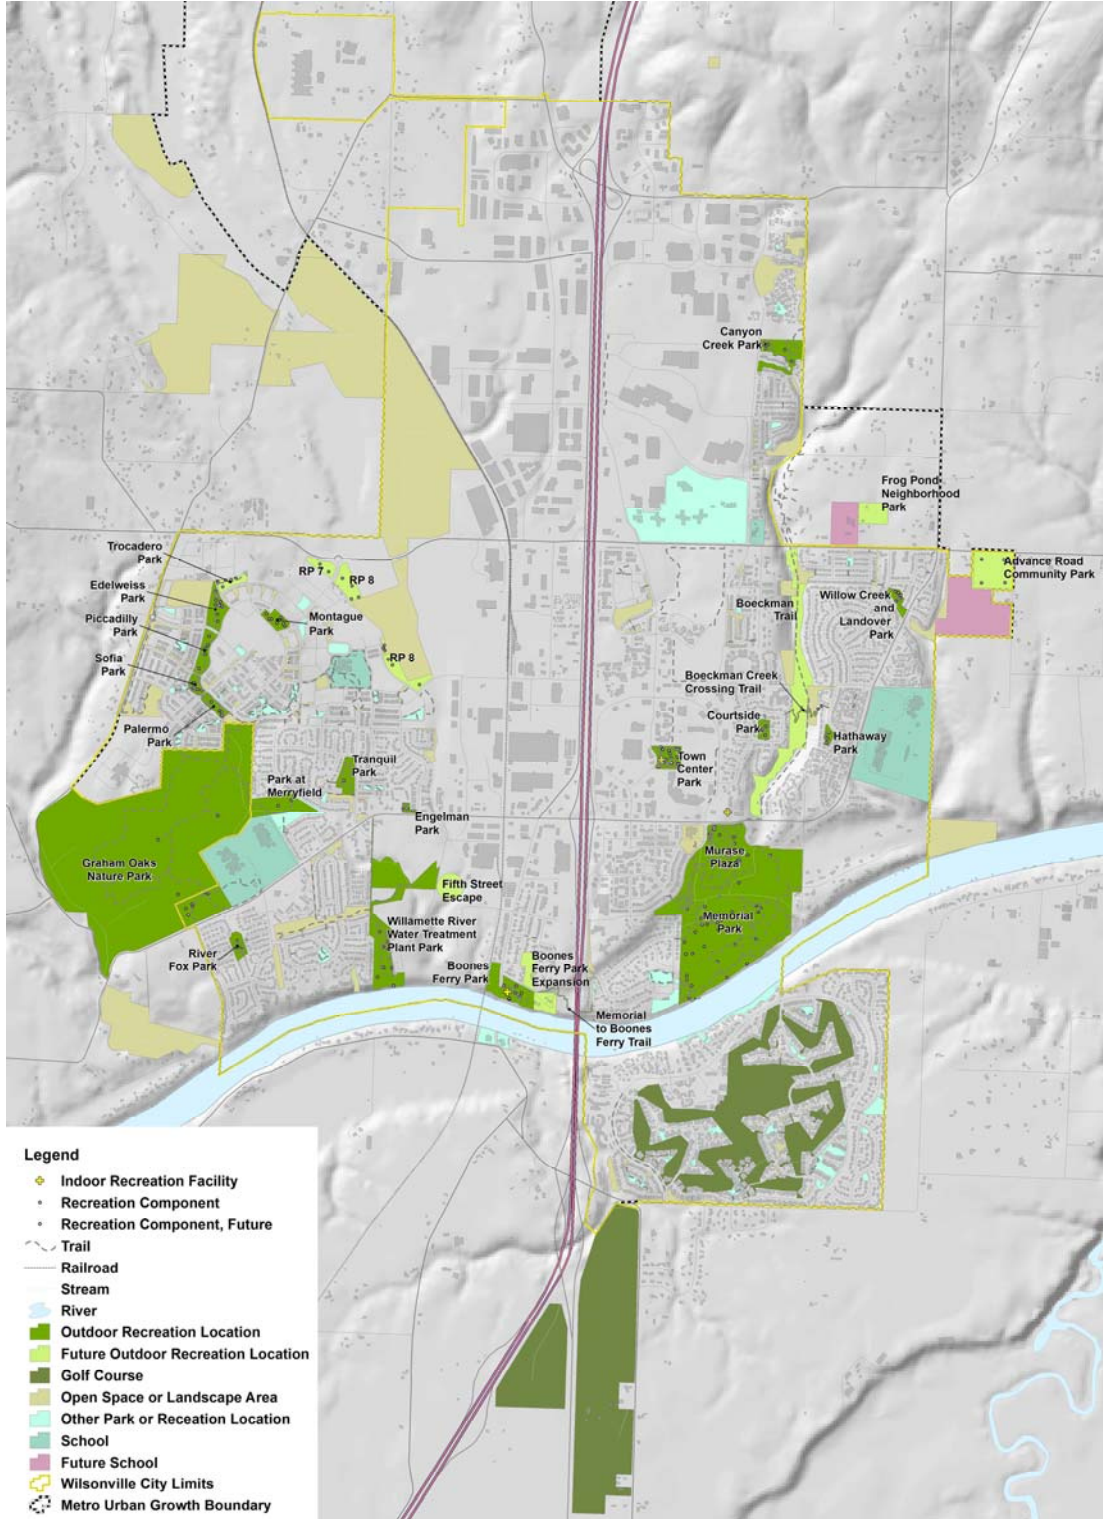 Canyon
Creek Park
Frog Pond
Neighborhood
Park
Trocadero
Park
RP 7
RP 8
Advance Road
Community Park
Edelweiss
Park
Montague
Park
Boeckman
Trail
Willow Creek
and
Landover
Park
Piccadilly
Park
Sofia
Park
RP 8
Boeckman Creek
Crossing Trail
Palermo
Park
Courtside
Park
Hathaway
Park
Tranquil
Park
Town
Center
Park
Park at
Merryfield
Engelman
Park
Graham Oaks
Nature Park
Murase
Plaza
Fifth Street
Escape
Willamette River
Water Treatment
Plant Park
Memorial
Park
River
Fox Park
Boones
Ferry Park
Boones
Ferry Park
Expansion
Memorial
to Boones
Ferry Trail
Legend
Indoor Recreation Facility
Recreation Component
Recreation Component, Future
Trail
Railroad
Stream
River
Outdoor Recreation Location
Future Outdoor Recreation Location
Golf Course
Open Space or Landscape Area
Other Park or Receation Location
School
Future School
Wilsonville City Limits
Metro Urban Growth Boundary